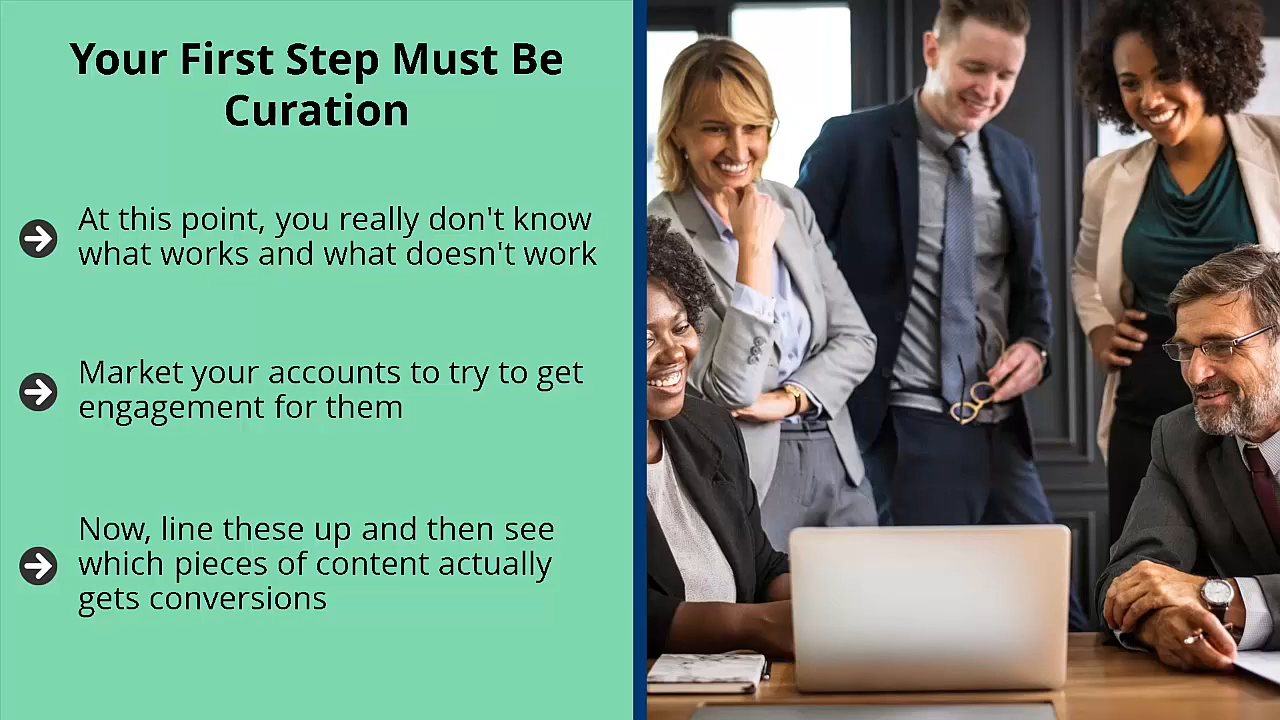 Your First Step Must Be
Curation
At this point, you really don't know
what works and what doesn't work
Market your accounts to try to get
engagement for them
Now, line these up and then see
which pieces of content actually
gets conversions